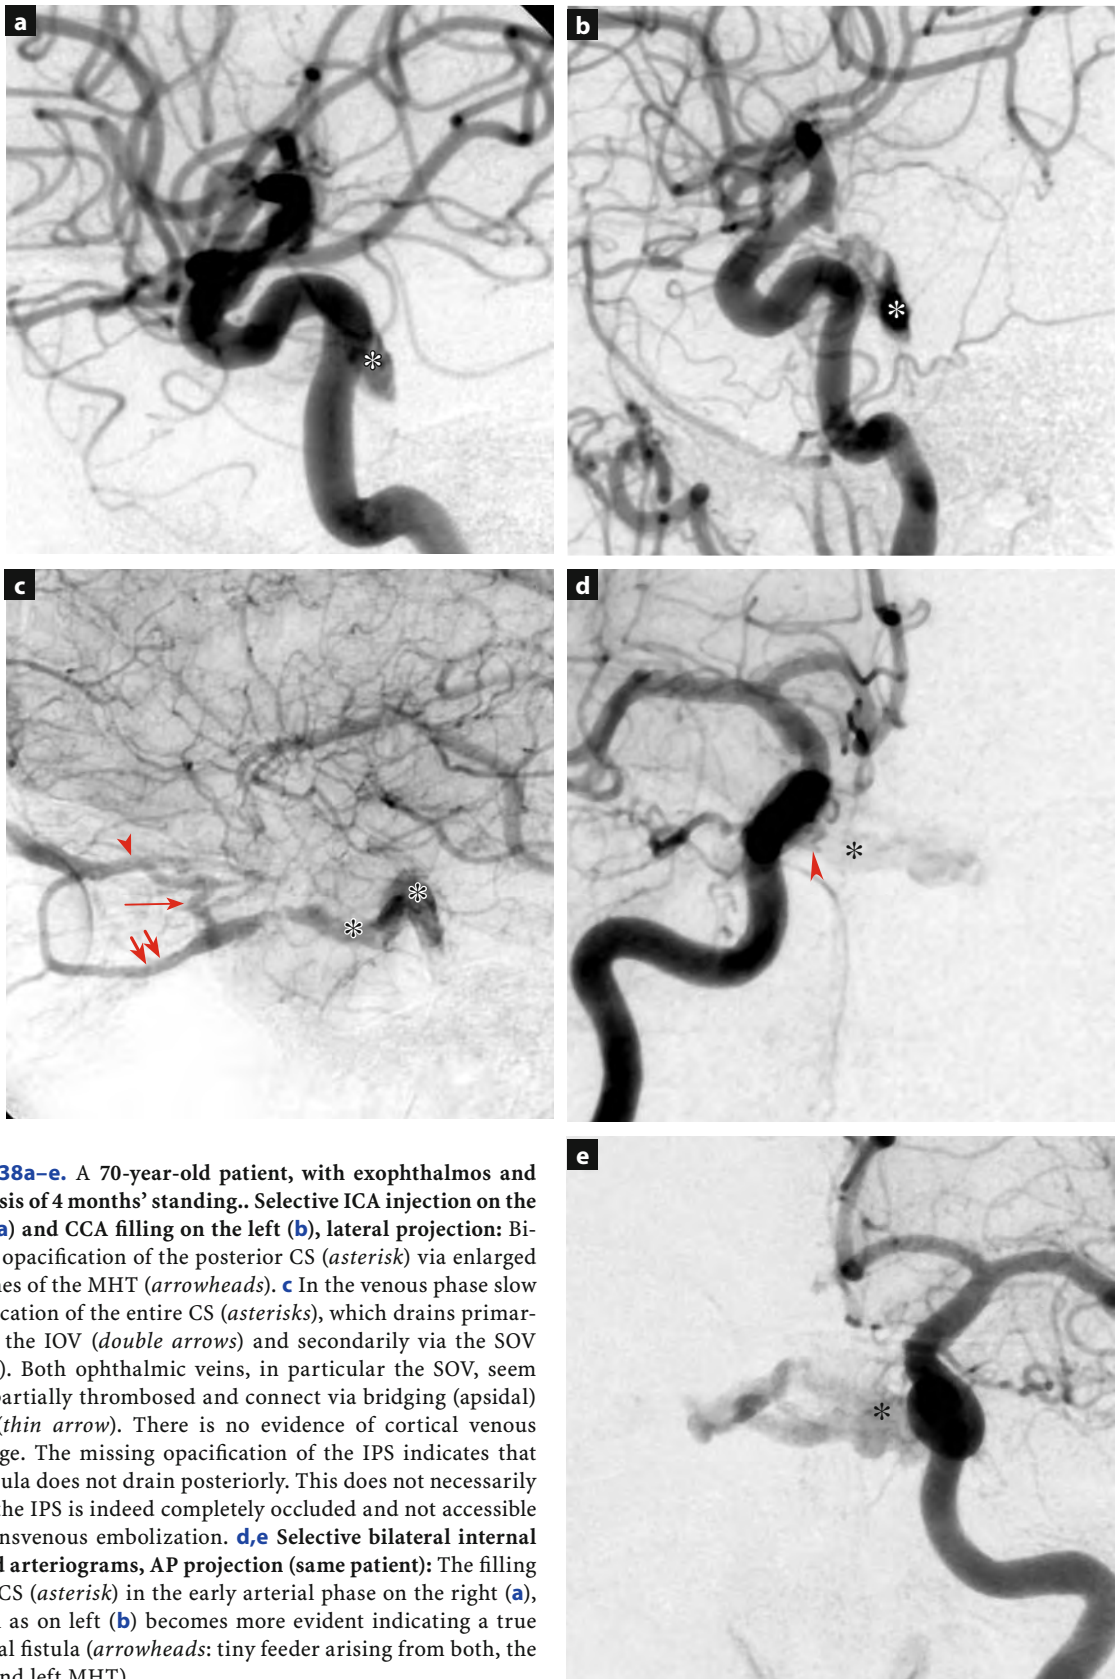 a
b
c
d
e
38a–e. A 70-year-old patient, with exophthalmos and
sis of 4 months’ standing.. Selective ICA injection on the
a) and CCA filling on the left (b), lateral projection: Bi-
opacification of the posterior CS (asterisk) via enlarged
nes of the MHT (arrowheads). c In the venous phase slow
cation of the entire CS (asterisks), which drains primar-
the IOV (double arrows) and secondarily via the SOV
). Both ophthalmic veins, in particular the SOV, seem
partially thrombosed and connect via bridging (apsidal)
(thin arrow). There is no evidence of cortical venous
ge. The missing opacification of the IPS indicates that
ula does not drain posteriorly. This does not necessarily
the IPS is indeed completely occluded and not accessible
nsvenous embolization. d,e Selective bilateral internal
d arteriograms, AP projection (same patient): The filling
CS (asterisk) in the early arterial phase on the right (a),
as on left (b) becomes more evident indicating a true
al fistula (arrowheads: tiny feeder arising from both, the
nd left MHT)